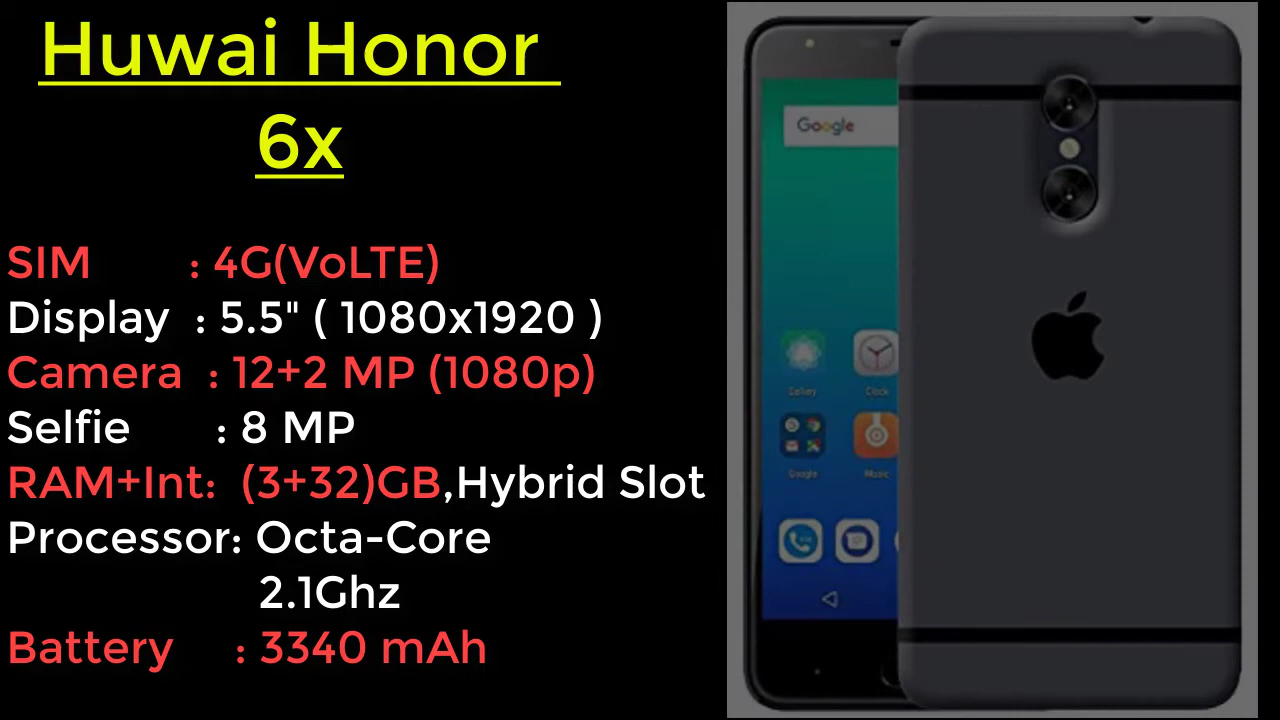 Huwai Honor
6x
SIM : 4G(VoLTE)
Display : 5.5" ( 1080x1920 )
Camera : 12+2 MP (1080p)
Selfie : 8 MP
RAM+Int: (3+32)GB,Hybrid Slot
Processor: Octa-Core
2.1Ghz
Battery : 3340 mAh
Google
Gallery Clock
Google Music